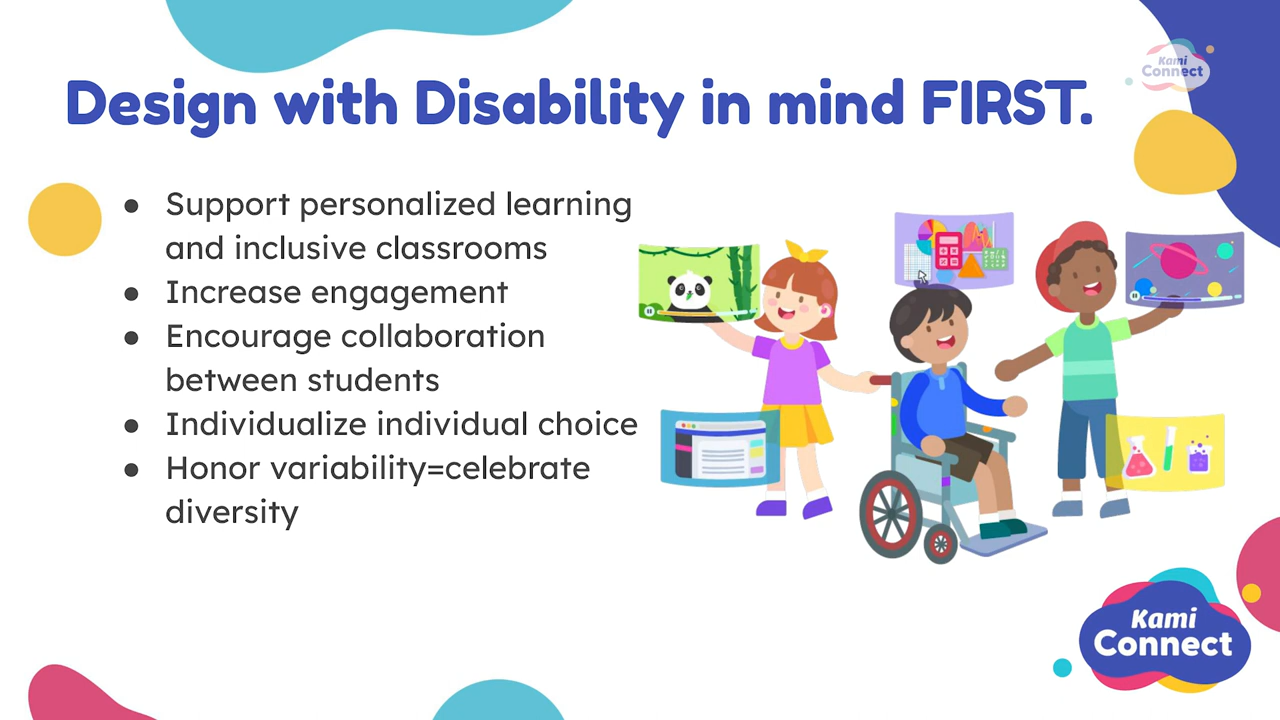 Kami
Connect
Design with Disability in mind FIRST.
● Support personalized learning
and inclusive classrooms
● Increase engagement
● Encourage collaboration
between students
● Individualize individual choice
● Honor variability=celebrate
diversity
Kami
Connect